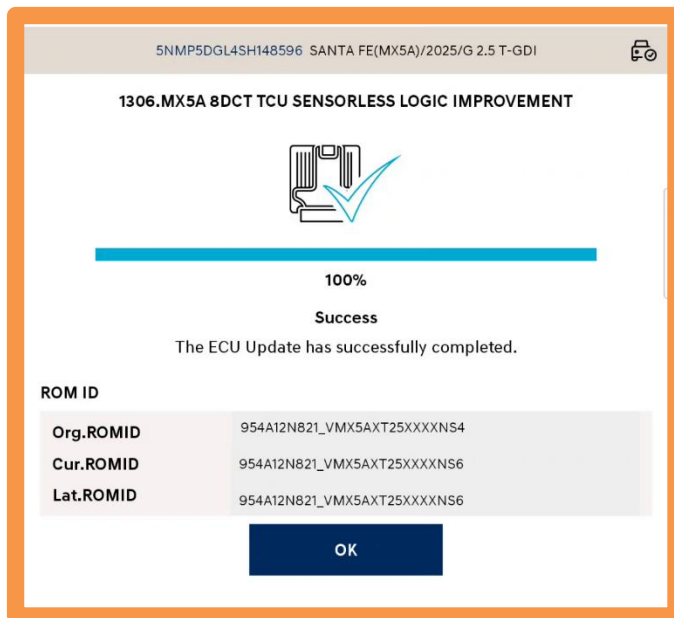 5NMP5DGL4SH148596 SANTA FE(MX5A)/2025/G 2.5 T-GDI
1306.MX5A 8DCT TCU SENSORLESS LOGIC IMPROVEMENT
100%
Success
The ECU Update has successfully completed.
ROM ID
Org.ROMID 954A12N821_VMX5AXT25XXXXNS4
Cur.ROMID 954A12N821_VMX5AXT25XXXXNS6
Lat.ROMID 954A12N821_VMX5AXT25XXXXNS6
OK